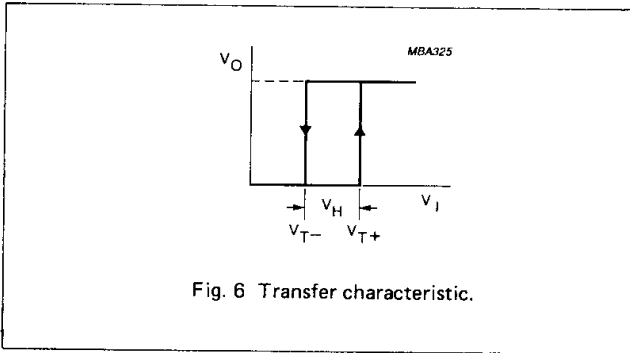 MBA325
VO
VH
VI
VT− VT+
Fig. 6 Transfer characteristic.